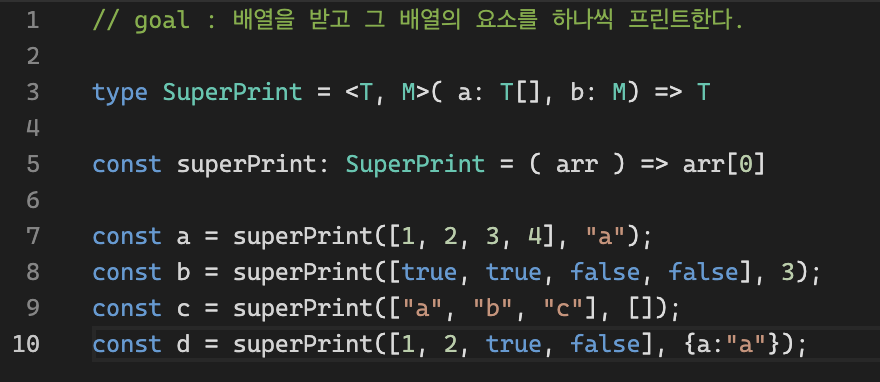 1 // goal : 배열을 받고 그 배열의 요소를 하나씩 프린트한다.
2
3 type SuperPrint = <T, M>( a: T[], b: M) => T
4
5 const superPrint: SuperPrint = ( arr ) => arr[0]
6
7 const a = superPrint([1, 2, 3, 4], "a");
8 const b = superPrint([true, true, false, false], 3);
9 const c = superPrint(["a", "b", "c"], []);
10 const d = superPrint([1, 2, true, false], {a:"a"});